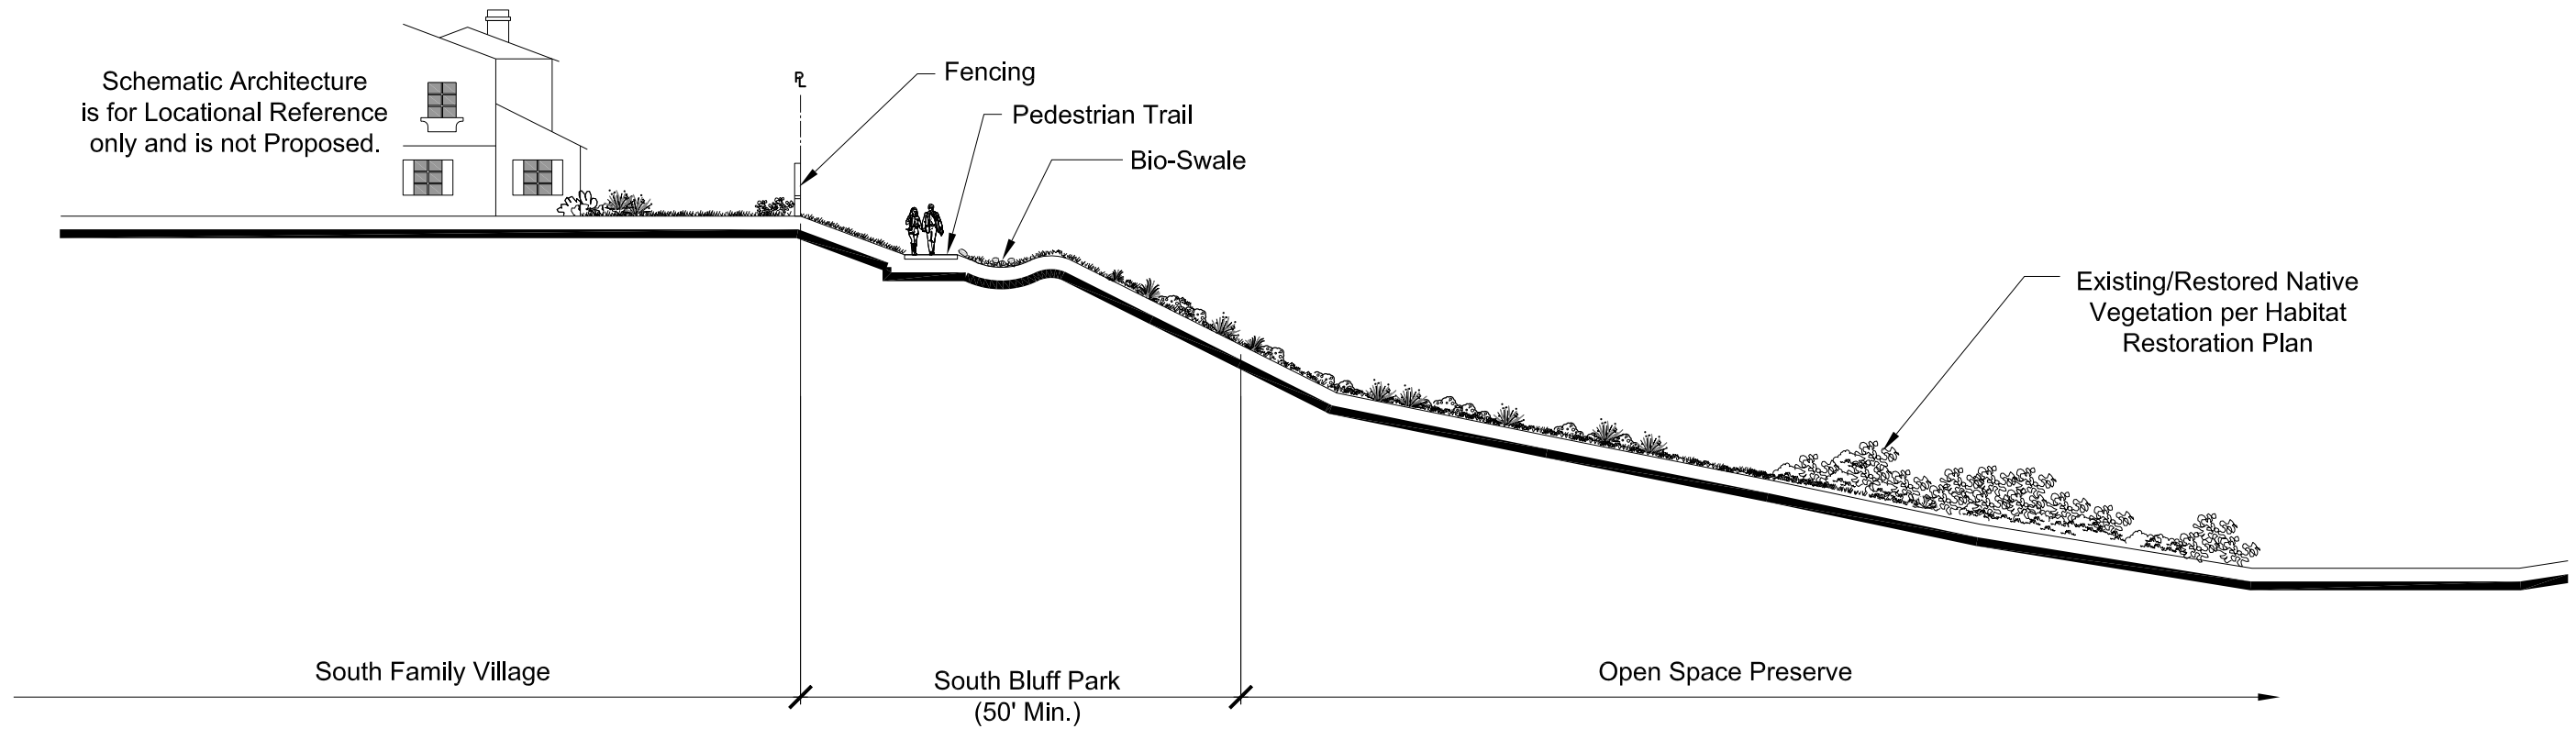 Schematic Architecture
is for Locational Reference
only and is not Proposed.
PL
Fencing
Pedestrian Trail
Bio-Swale
Existing/Restored Native
Vegetation per Habitat
Restoration Plan
South Family Village
South Bluff Park
(50' Min.)
Open Space Preserve